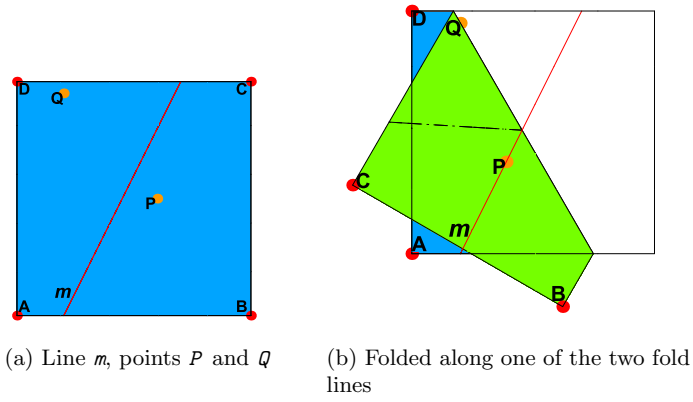 D
C
Q
P
m
A
B
D
Q
P
C
m
A
B
(a) Line m, points P and Q
(b) Folded along one of the two fold
lines